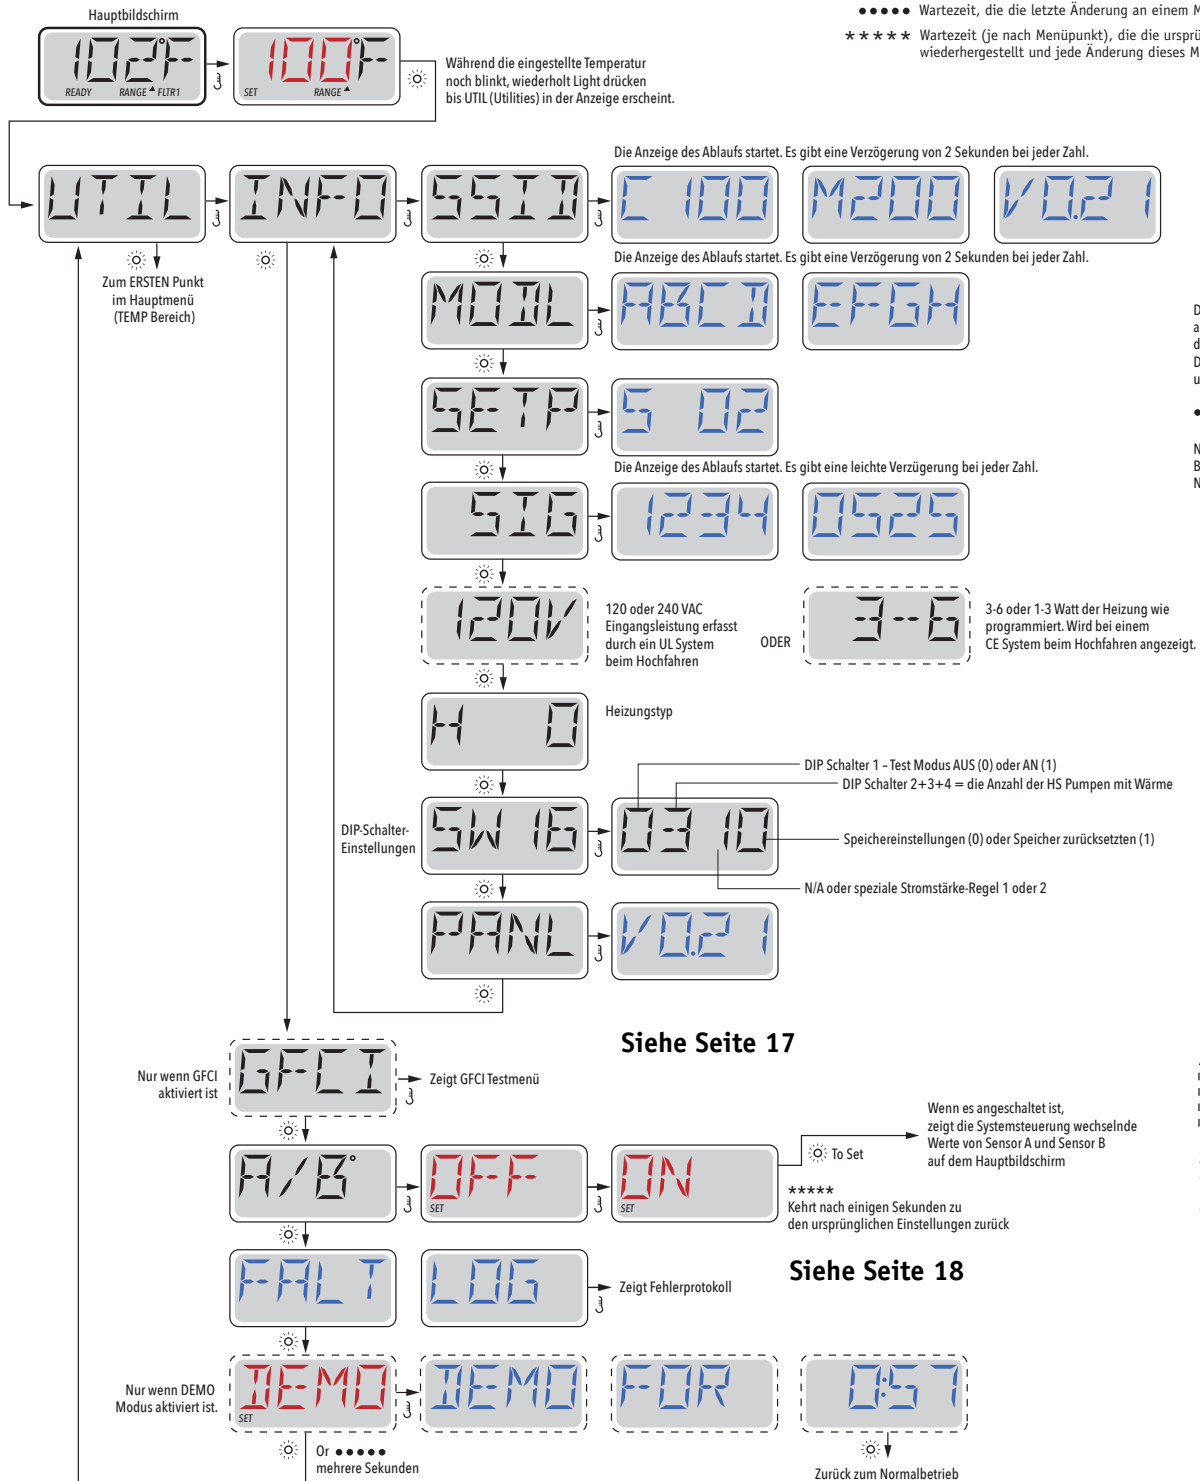 Hauptbildschirm
●●●●● Wartezeit, die die letzte Änderung an einem M
***** Wartezeit (je nach Menüpunkt), die die ursprü
wiederhergestellt und jede Änderung dieses M
102°F
READY RANGE FLTR1
100°F
SET RANGE
Während die eingestellte Temperatur
noch blinkt, wiederholt Light drücken
bis UTIL (Utilities) in der Anzeige erscheint.
Die Anzeige des Ablaufs startet. Es gibt eine Verzögerung von 2 Sekunden bei jeder Zahl.
UTIL INFO SSID C 100 M200 V0.21
Zum ERSTEN Punkt
im Hauptmenü
(TEMP Bereich)
Die Anzeige des Ablaufs startet. Es gibt eine Verzögerung von 2 Sekunden bei jeder Zahl.
MODL ABCD EFGH
SETP S 02
Die Anzeige des Ablaufs startet. Es gibt eine leichte Verzügerung bei jeder Zahl.
SIG 1234 0525
120V
120 oder 240 VAC
Eingangsleistung erfasst
durch ein UL System
beim Hochfahren
ODER
3-6
3-6 oder 1-3 Watt der Heizung wie
programmiert. Wird bei einem
CE System beim Hochfahren angezeigt.
H 0
Heizungstyp
DIP Schalter 1 – Test Modus AUS (0) oder AN (1)
DIP Schalter 2+3+4 = die Anzahl der HS Pumpen mit Wärme
DIP-Schalter-
Einstellungen
SW 16 0310
Speichereinstellungen (0) oder Speicher zurücksetzten (1)
N/A oder speziale Stromstärke-Regel 1 oder 2
PANL V0.21
Siehe Seite 17
Nur wenn GFCI
aktiviert ist
GFCI
Zeigt GFCI Testmenü
A/B°
OFF
SET
ON
SET
To Set
Wenn es angeschaltet ist,
zeigt die Systemsteuerung wechselnde
Werte von Sensor A und Sensor B
auf dem Hauptbildschirm
*****
Kehrt nach einigen Sekunden zu
den ursprünglichen Einstellungen zurück
Siehe Seite 18
FALT LOG
Zeigt Fehlerprotokoll
Nur wenn DEMO
Modus aktiviert ist.
DEMO
SET
DEMO FOR 0:57
Or ●●●●●
mehrere Sekunden
Zurück zum Normalbetrieb